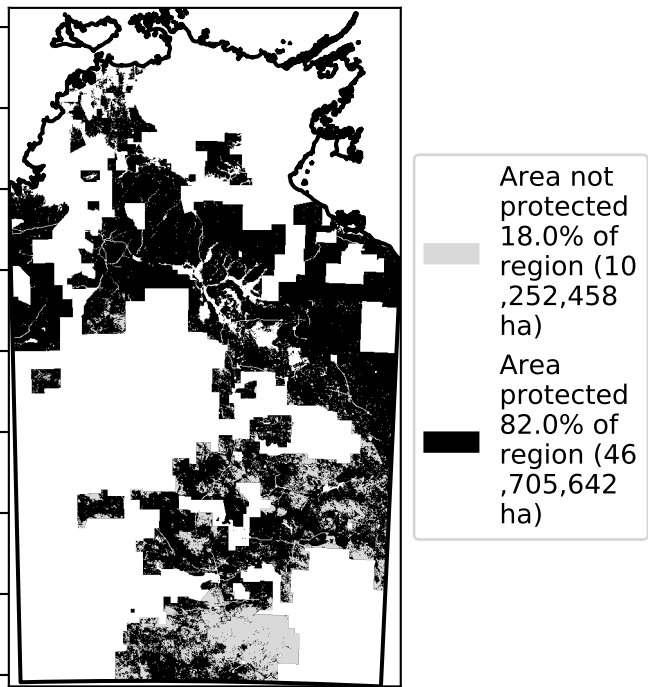 Area not
protected
18.0% of
region (10
,252,458
ha)
Area
protected
82.0% of
region (46
,705,642
ha)